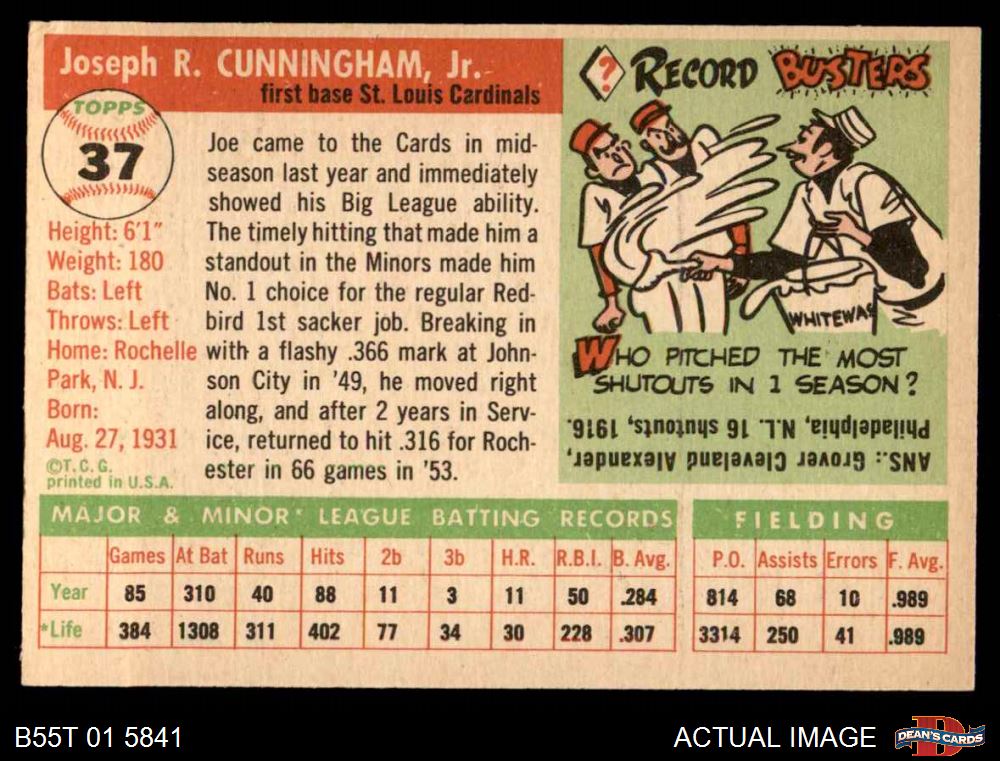 Joseph R. CUNNINGHAM, Jr.
first base St. Louis Cardinals
TOPPS
37
Height: 6'1"
Weight: 180
Bats: Left
Throws: Left
Home: Rochelle
Park, N. J.
Born:
Aug. 27, 1931
©T.C.G.
printed in U.S.A.
Joe came to the Cards in mid-
season last year and immediately
showed his Big League ability.
The timely hitting that made him a
standout in the Minors made him
No. 1 choice for the regular Red-
bird 1st sacker job. Breaking in
with a flashy .366 mark at John-
son City in '49, he moved right
along, and after 2 years in Serv-
ice, returned to hit .316 for Roch-
ester in 66 games in '53.
? RECORD BUSTERS
WHITEWAS
WHO PITCHED THE MOST
SHUTOUTS IN 1 SEASON?
ANS.: Grover Cleveland Alexander,
Philadelphia, N.L. 16 shutouts, 1916.
MAJOR & MINOR* LEAGUE BATTING RECORDS
Games At Bat Runs Hits 2b 3b H.R. R.B.I. B. Avg.
Year 85 310 40 88 11 3 11 50 .284
*Life 384 1308 311 402 77 34 30 228 .307
FIELDING
P.O. Assists Errors F. Avg.
814 68 10 .989
3314 250 41 .989
B55T 01 5841
ACTUAL IMAGE
D
DEAN'S CARDS